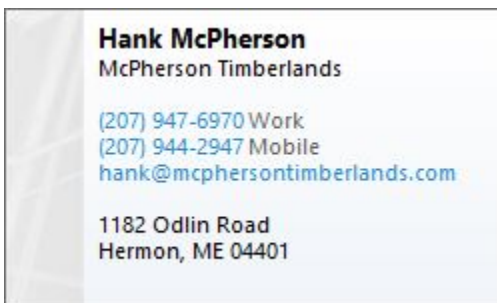 Hank McPherson
McPherson Timberlands
(207) 947-6970 Work
(207) 944-2947 Mobile
hank@mcphersontimberlands.com
1182 Odlin Road
Hermon, ME 04401